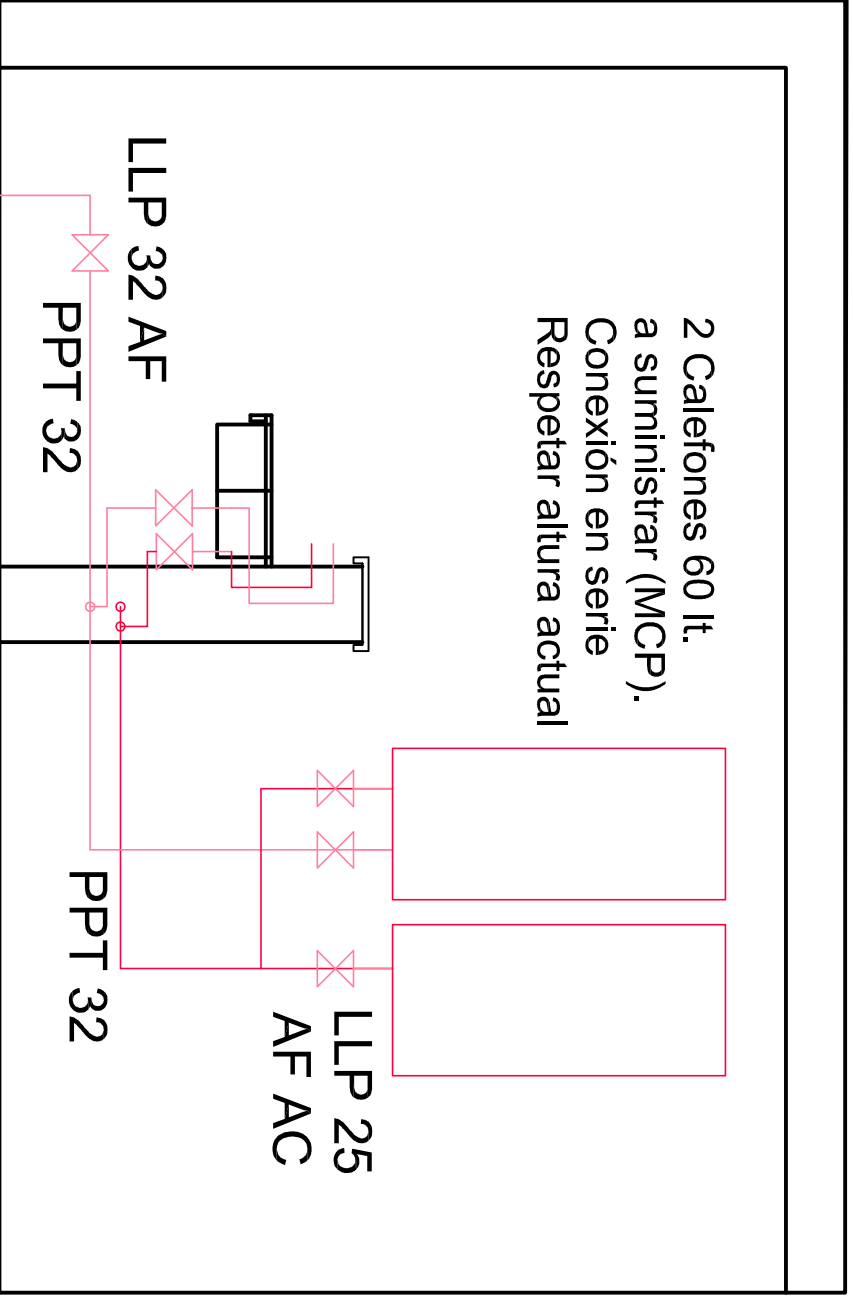 2 Calefones 60 lt.
a suministrar (MCP).
Conexión en serie
Respetar altura actual
LLP 32 AF
PPT 32
LLP 25
AF AC
PPT 32